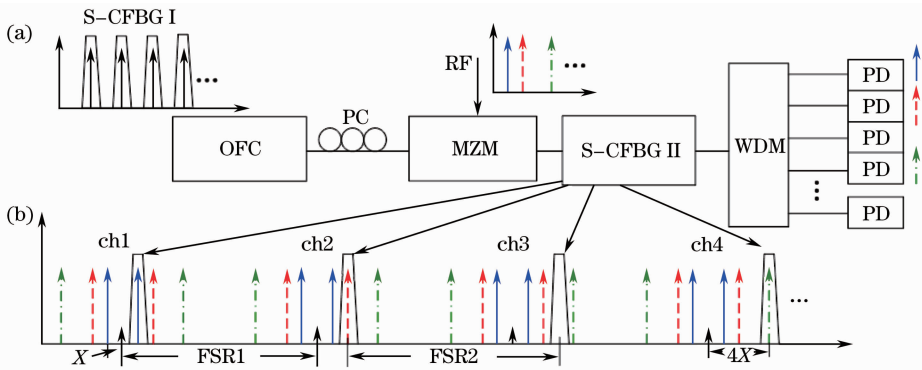 (a)
S-CFBG I
...
RF
...
OFC
PC
MZM
S-CFBG II
WDM
PD
PD
PD
PD
PD
(b)
ch1
ch2
ch3
ch4
...
X
FSR1
FSR2
4X